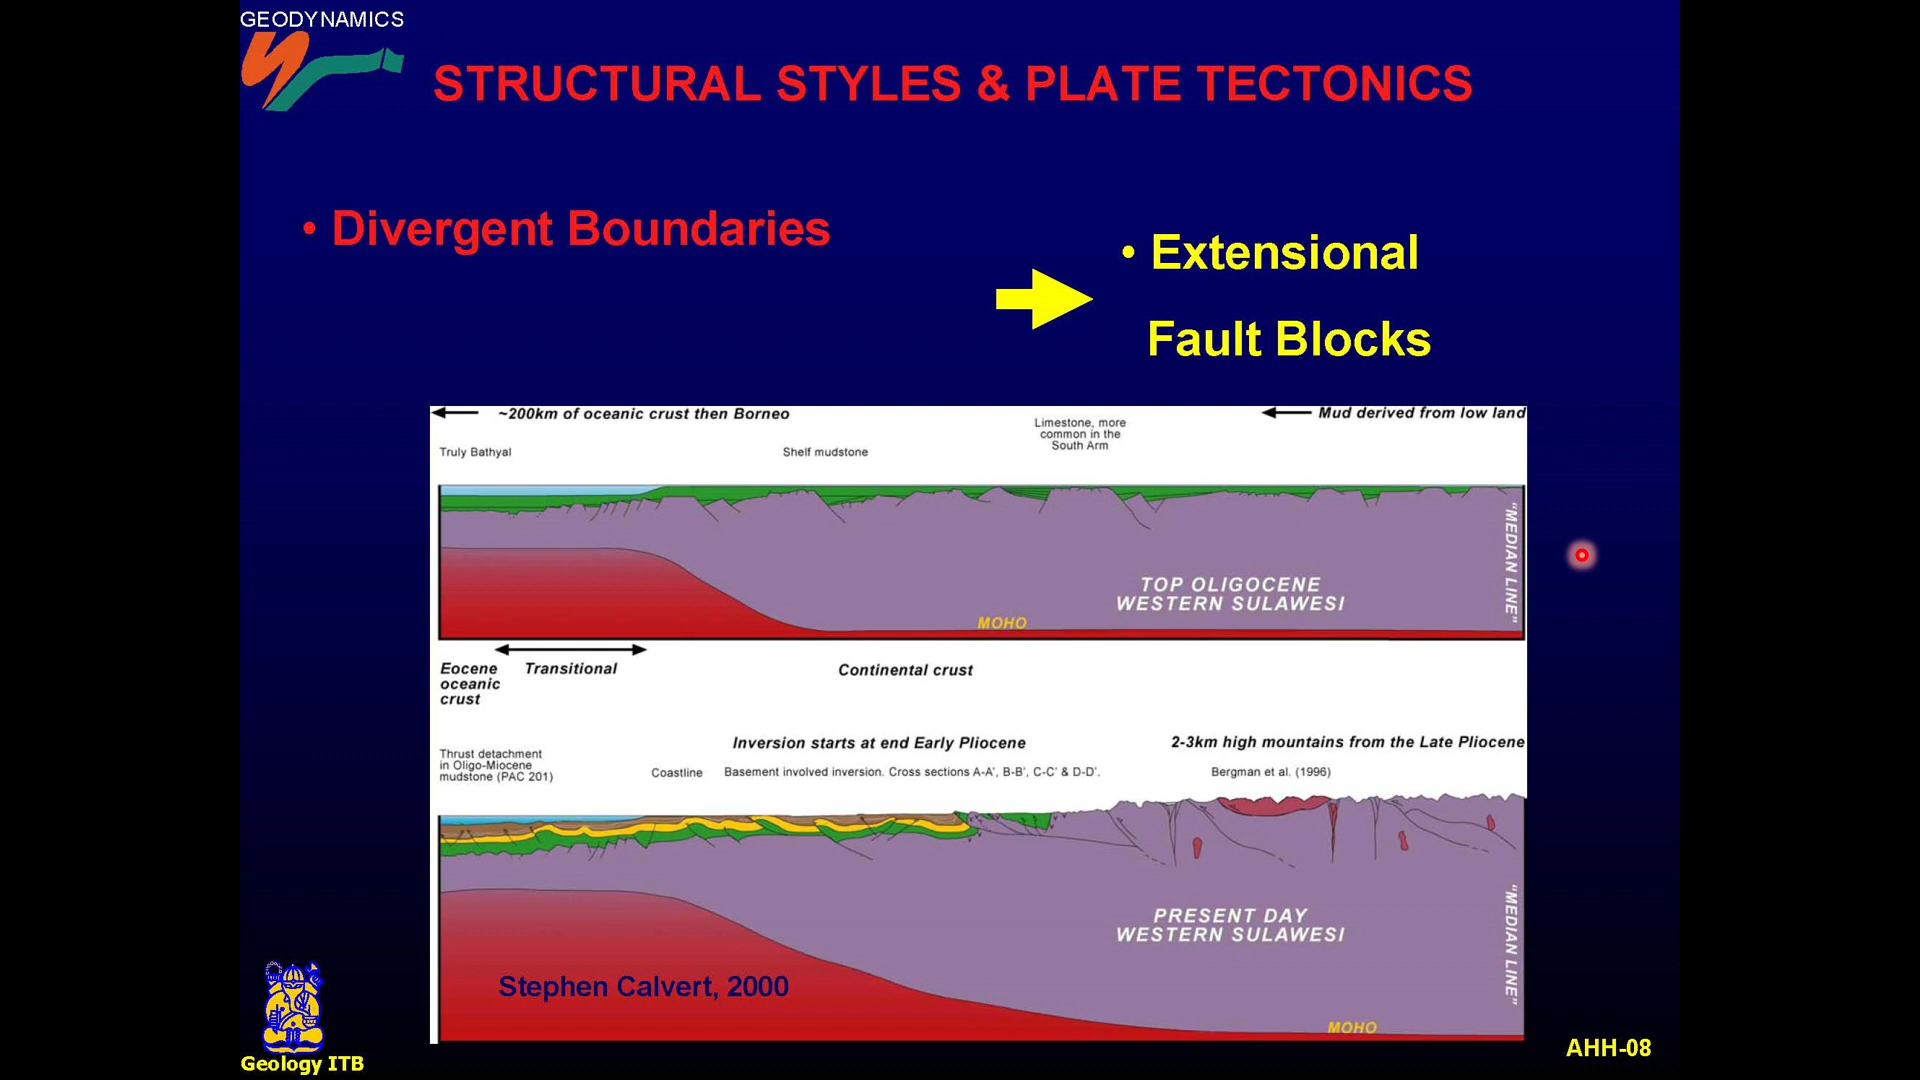 GEODYNAMICS
STRUCTURAL STYLES & PLATE TECTONICS
• Divergent Boundaries
• Extensional
Fault Blocks
~200km of oceanic crust then Borneo
Mud derived from low land
Limestone, more
common in the
South Arm
Truly Bathyal
Shelf mudstone
"MEDIAN LINE"
TOP OLIGOCENE
WESTERN SULAWESI
MOHO
Eocene
oceanic
crust
Transitional
Continental crust
Inversion starts at end Early Pliocene
2-3km high mountains from the Late Pliocene
Thrust detachment
in Oligo-Miocene
mudstone (PAC 201)
Coastline
Basement involved inversion. Cross sections A-A', B-B', C-C' & D-D'.
Bergman et al. (1996)
"MEDIAN LINE"
PRESENT DAY
WESTERN SULAWESI
Stephen Calvert, 2000
MOHO
Geology ITB
AHH-08